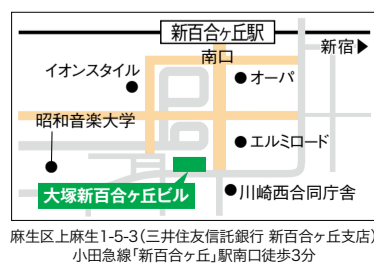 新百合ヶ丘駅
新宿▶
南口
イオンスタイル
オーパ
昭和音楽大学
エルミロード
大塚新百合ヶ丘ビル
川崎西合同庁舎
麻生区上麻生1-5-3(三井住友信託銀行 新百合ヶ丘支店)
小田急線「新百合ヶ丘」駅南口徒歩3分